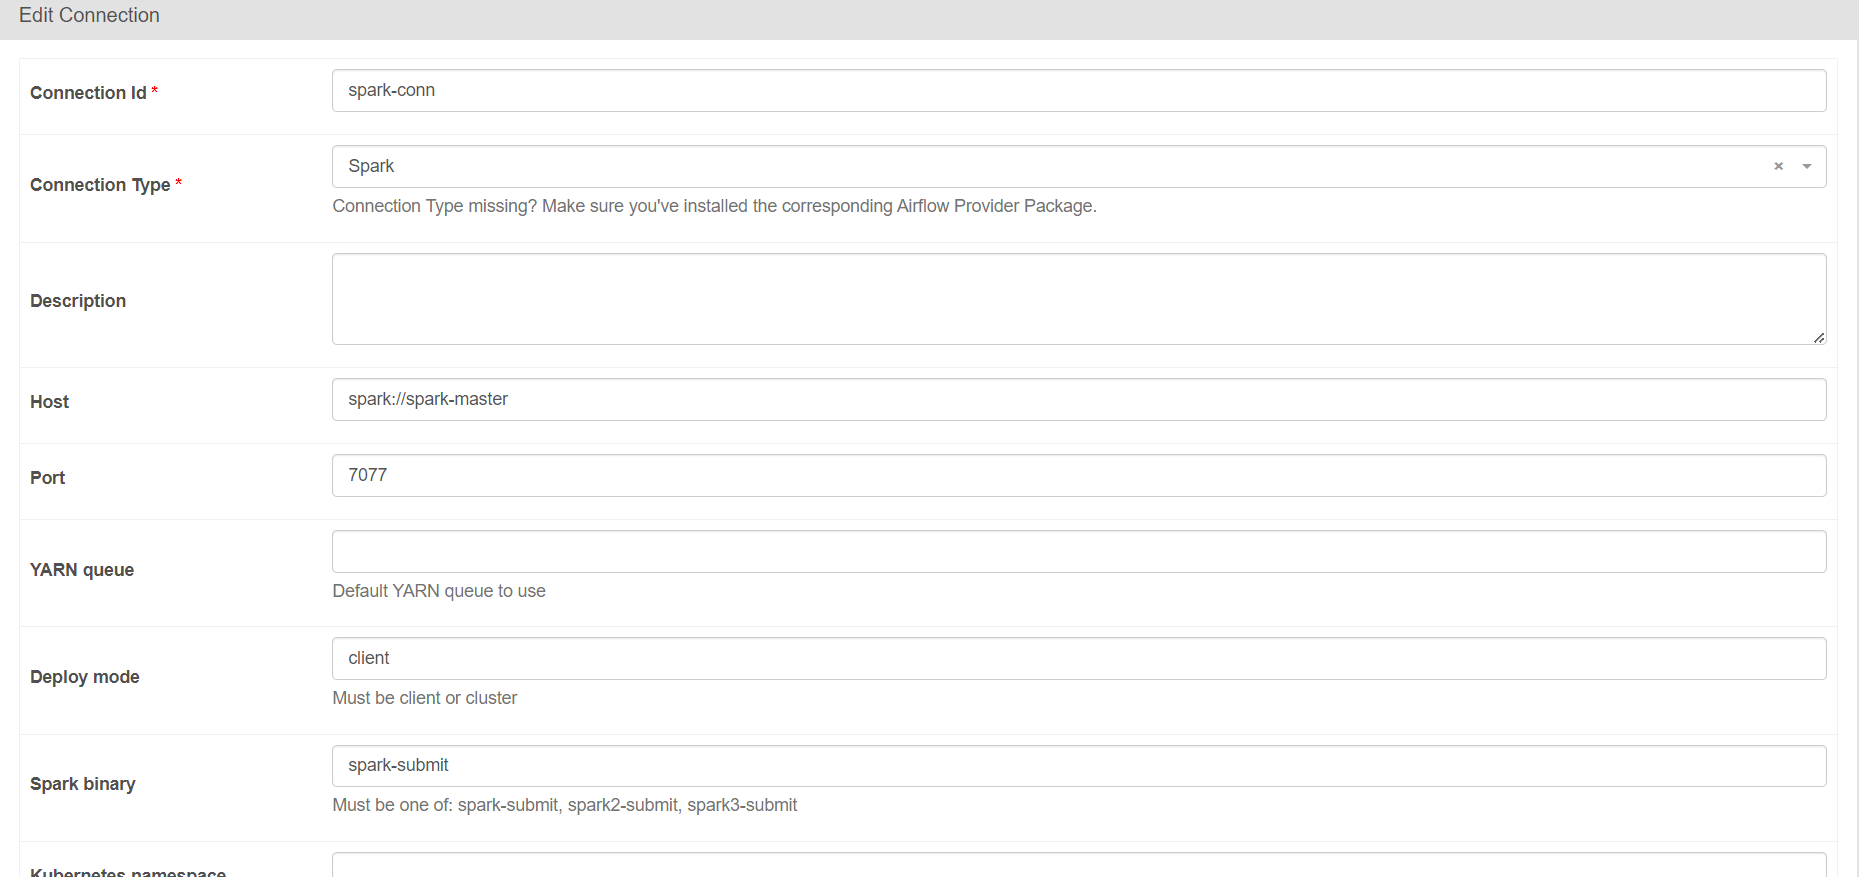 Edit Connection
Connection Id *
spark-conn
Connection Type *
Spark
Connection Type missing? Make sure you've installed the corresponding Airflow Provider Package.
Description
Host
spark://spark-master
Port
7077
YARN queue
Default YARN queue to use
Deploy mode
client
Must be client or cluster
Spark binary
spark-submit
Must be one of: spark-submit, spark2-submit, spark3-submit
Kubernetes namespace